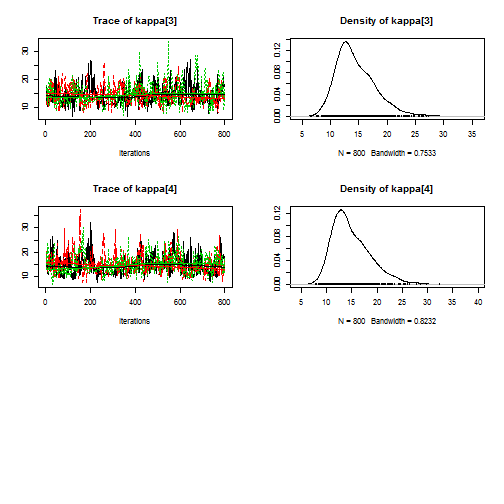 Trace of kappa[3]
10 20 30
0 200 400 600 800
Iterations
Density of kappa[3]
0.00 0.04 0.08 0.12
5 10 15 20 25 30 35
N = 800 Bandwidth = 0.7533
Trace of kappa[4]
10 20 30
0 200 400 600 800
Iterations
Density of kappa[4]
0.00 0.04 0.08 0.12
5 10 15 20 25 30 35 40
N = 800 Bandwidth = 0.8232